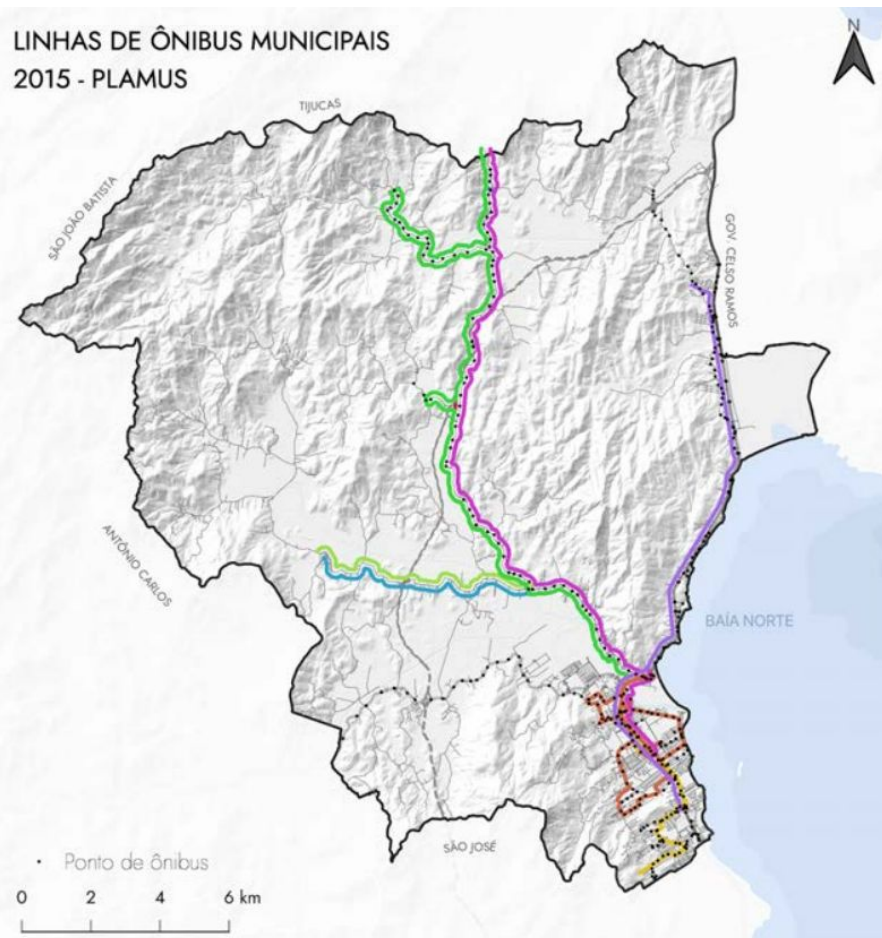 LINHAS DE ÔNIBUS MUNICIPAIS
2015 - PLAMUS
N
TIJUCAS
SÃO JOÃO BATISTA
GOV. CELSO RAMOS
ANTÔNIO CARLOS
BAÍA NORTE
SÃO JOSÉ
Ponto de ônibus
0 2 4 6 km